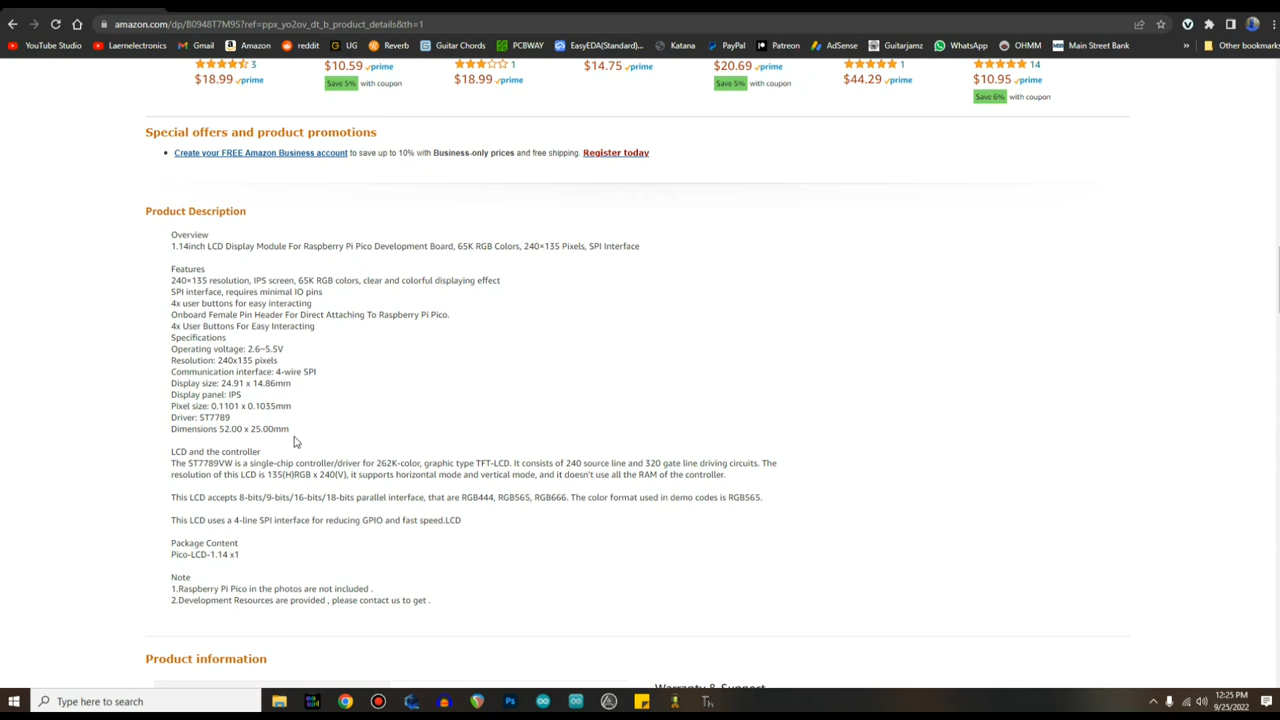 amazon.com/dp/B0948T7M9S?ref=ppx_yo2ov_dt_b_product_details&th=1
YouTube Studio
Laernelectronics
Gmail
Amazon
reddit
UG
Reverb
Guitar Chords
PCBWAY
EasyEDA(Standard)...
Katana
PayPal
Patreon
AdSense
Guitarjamz
WhatsApp
OHMM
Main Street Bank
»
Other bookmarks
3
$18.99 prime
$10.59 prime
Save 5% with coupon
1
$18.99 prime
$14.75 prime
$20.69 prime
Save 5% with coupon
1
$44.29 prime
14
$10.95 prime
Save 6% with coupon
Special offers and product promotions
• Create your FREE Amazon Business account to save up to 10% with Business-only prices and free shipping. Register today
Product Description
Overview
1.14inch LCD Display Module For Raspberry Pi Pico Development Board, 65K RGB Colors, 240×135 Pixels, SPI Interface
Features
240×135 resolution, IPS screen, 65K RGB colors, clear and colorful displaying effect
SPI interface, requires minimal IO pins
4x user buttons for easy interacting
Onboard Female Pin Header For Direct Attaching To Raspberry Pi Pico.
4x User Buttons For Easy Interacting
Specifications
Operating voltage: 2.6~5.5V
Resolution: 240x135 pixels
Communication interface: 4-wire SPI
Display size: 24.91 x 14.86mm
Display panel: IPS
Pixel size: 0.1101 x 0.1035mm
Driver: ST7789
Dimensions 52.00 x 25.00mm
LCD and the controller
The ST7789VW is a single-chip controller/driver for 262K-color, graphic type TFT-LCD. It consists of 240 source line and 320 gate line driving circuits. The
resolution of this LCD is 135(H)RGB x 240(V), it supports horizontal mode and vertical mode, and it doesn't use all the RAM of the controller.
This LCD accepts 8-bits/9-bits/16-bits/18-bits parallel interface, that are RGB444, RGB565, RGB666. The color format used in demo codes is RGB565.
This LCD uses a 4-line SPI interface for reducing GPIO and fast speed.LCD
Package Content
Pico-LCD-1.14 x1
Note
1.Raspberry Pi Pico in the photos are not included .
2.Development Resources are provided , please contact us to get .
Product information
Warranty & Support
Type here to search
Th
12:25 PM
9/25/2022